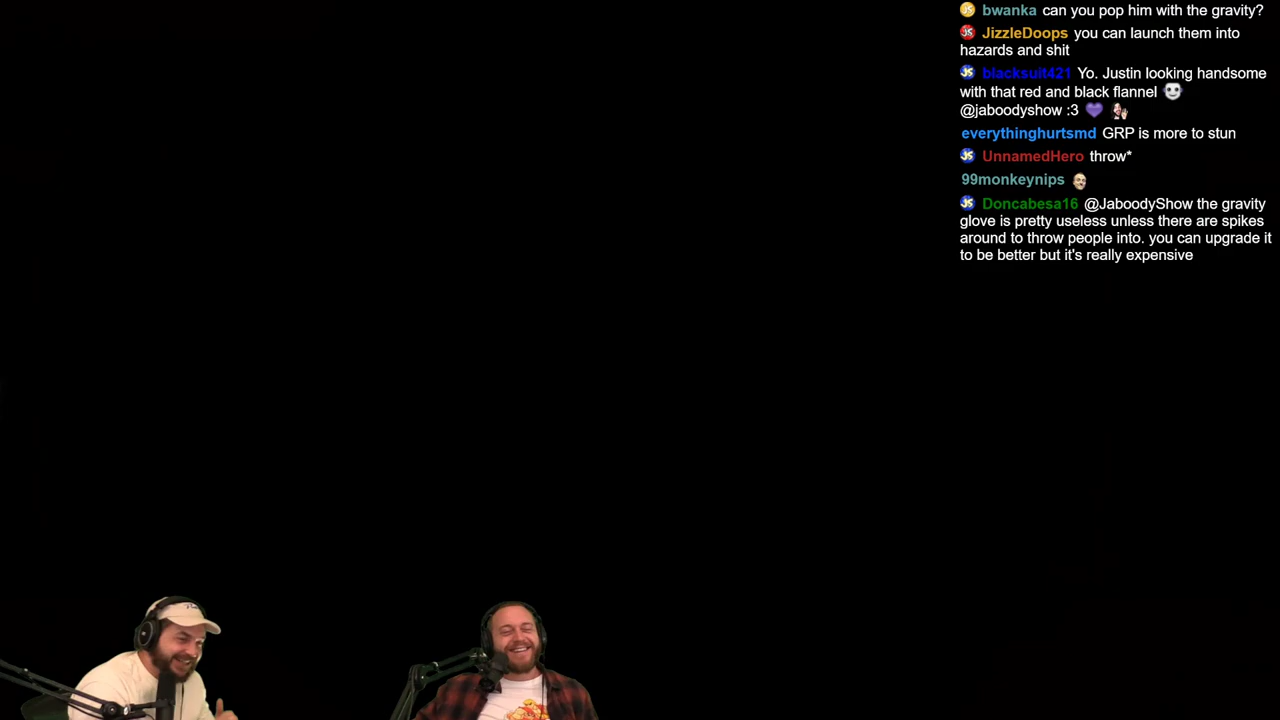 bwanka can you pop him with the gravity?
JizzleDoops you can launch them into
hazards and shit
blacksuit421 Yo. Justin looking handsome
with that red and black flannel
@jaboodyshow :3
everythinghurtsmd GRP is more to stun
UnnamedHero throw*
99monkeynips
Doncabesa16 @JaboodyShow the gravity
glove is pretty useless unless there are spikes
around to throw people into. you can upgrade it
to be better but it's really expensive